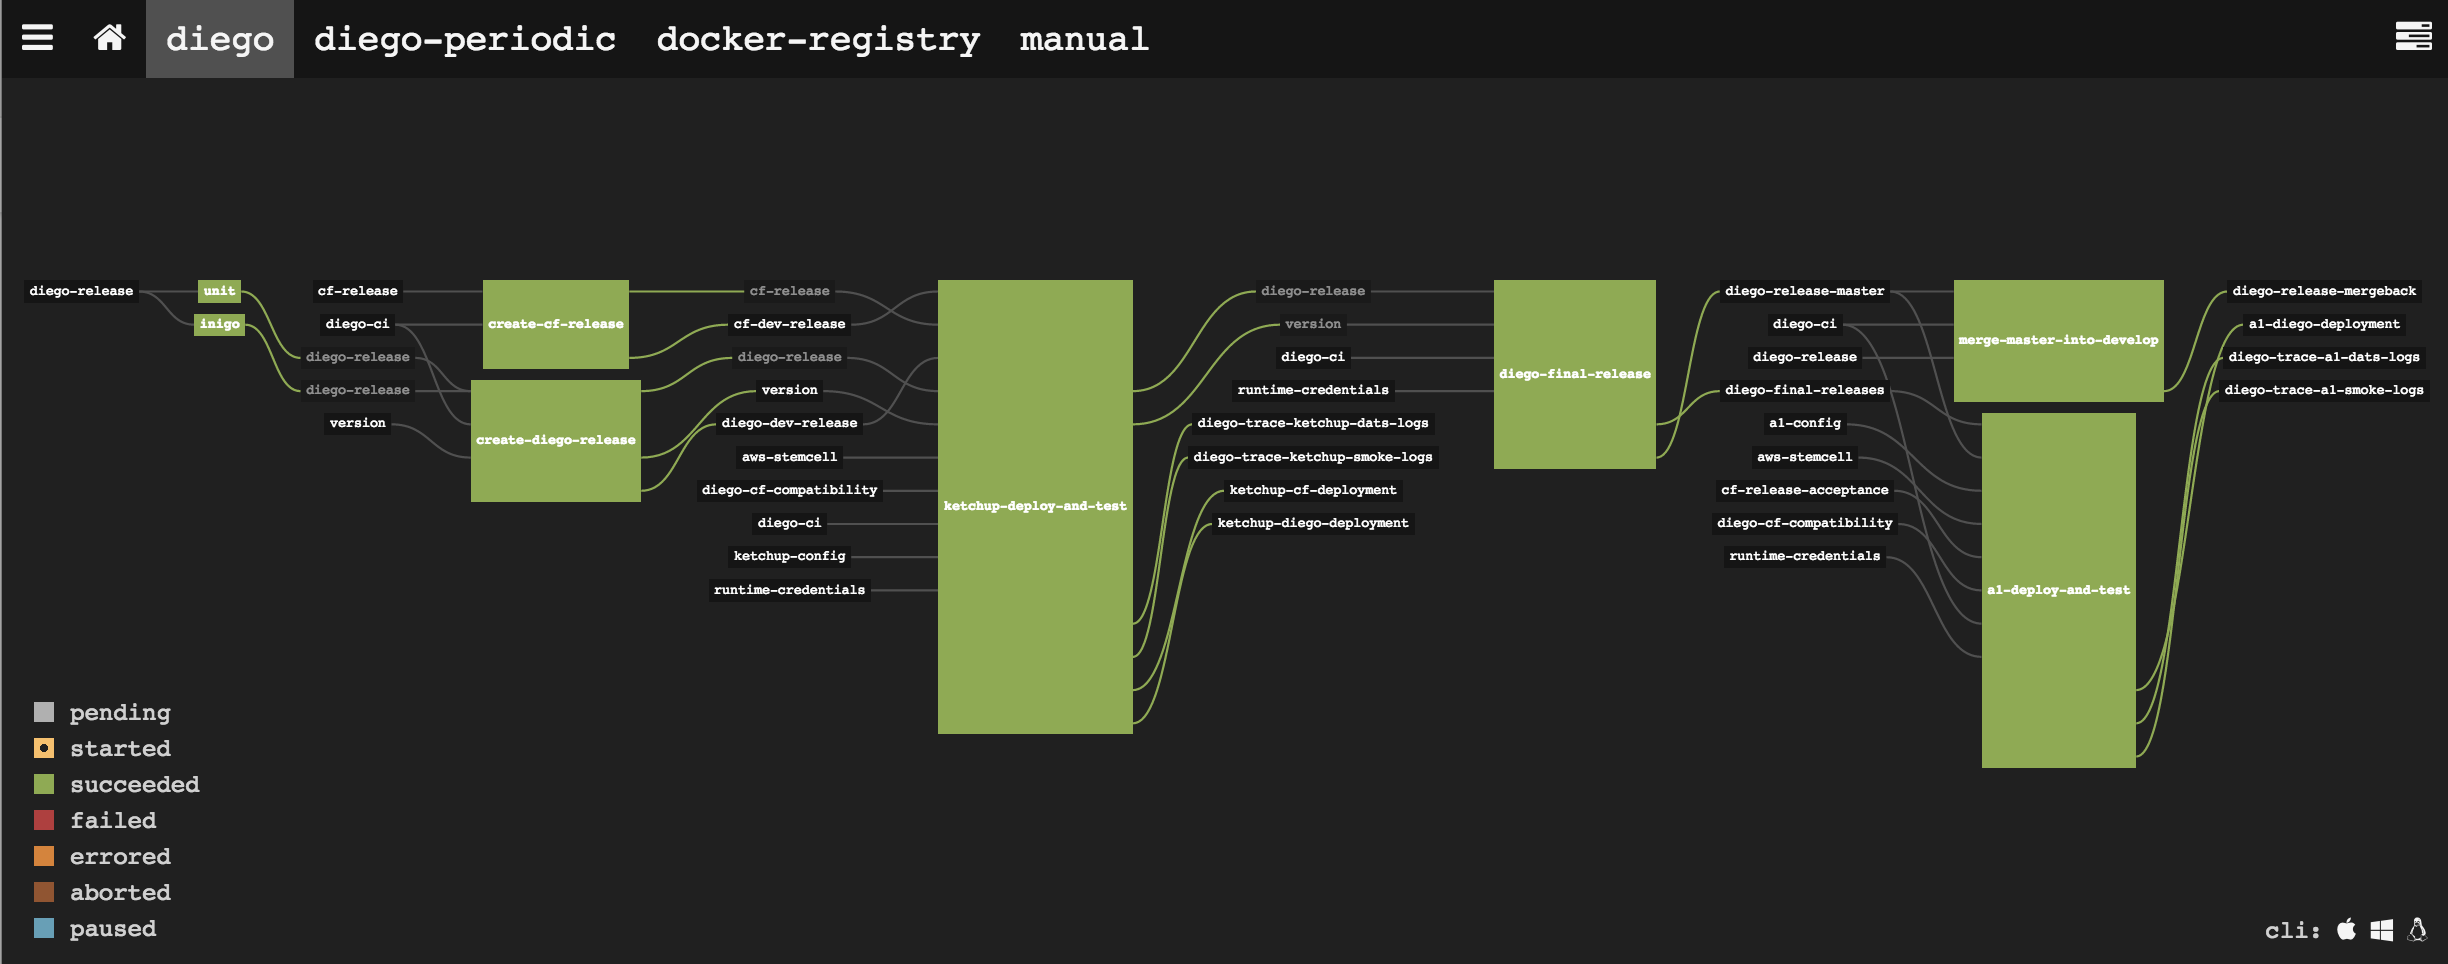 diego diego-periodic docker-registry manual
diego-release
unit
inigo
cf-release
diego-ci
diego-release
diego-release
version
create-cf-release
create-diego-release
cf-release
cf-dev-release
diego-release
version
diego-dev-release
aws-stemcell
diego-cf-compatibility
diego-ci
ketchup-config
runtime-credentials
ketchup-deploy-and-test
diego-release
version
diego-ci
runtime-credentials
diego-trace-ketchup-dats-logs
diego-trace-ketchup-smoke-logs
ketchup-cf-deployment
ketchup-diego-deployment
diego-final-release
diego-release-master
diego-ci
diego-release
diego-final-releases
a1-config
aws-stemcell
cf-release-acceptance
diego-cf-compatibility
runtime-credentials
merge-master-into-develop
a1-deploy-and-test
diego-release-mergeback
a1-diego-deployment
diego-trace-a1-dats-logs
diego-trace-a1-smoke-logs
pending
started
succeeded
failed
errored
aborted
paused
cli: